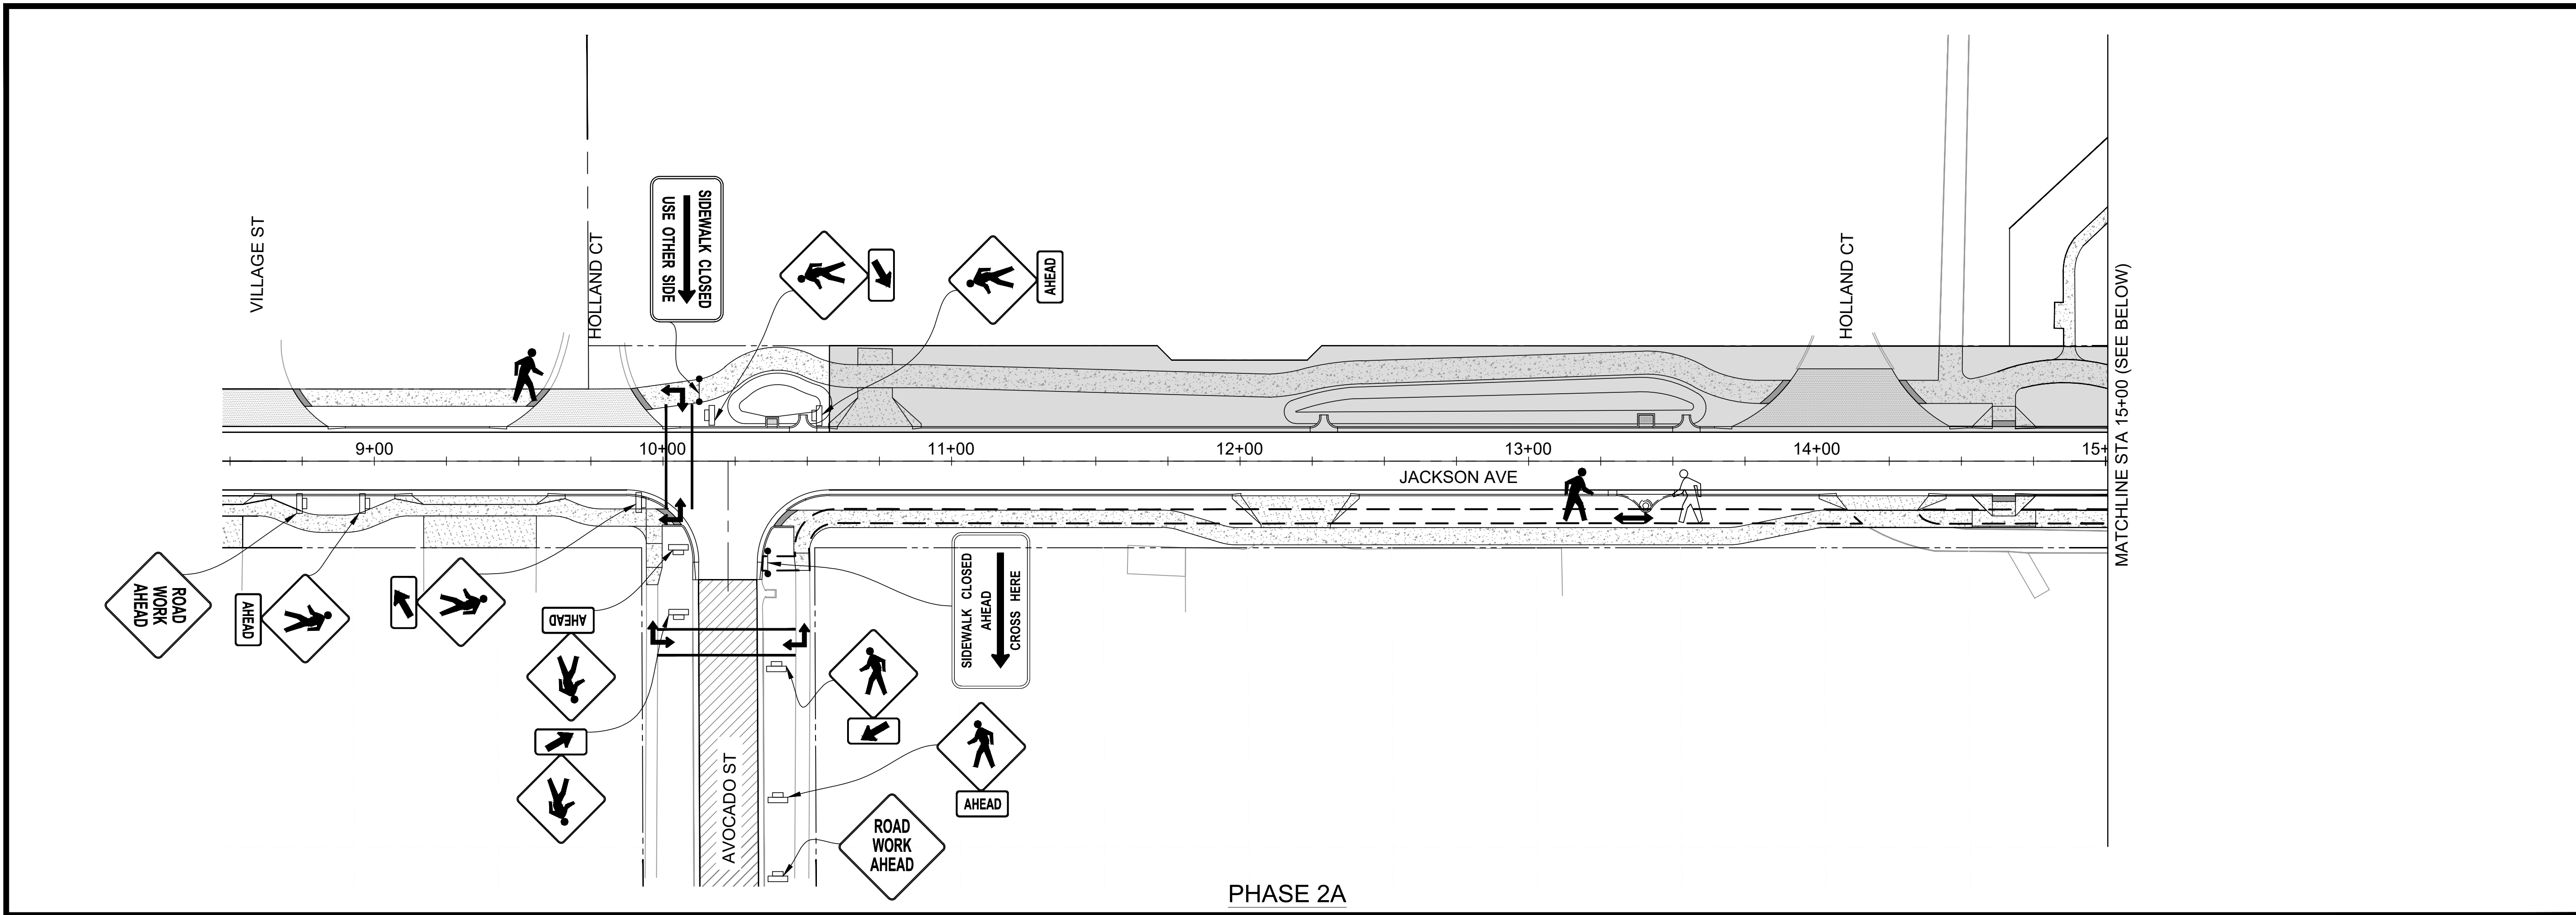 VILLAGE ST
HOLLAND CT
SIDEWALK CLOSED
USE OTHER SIDE
AHEAD
HOLLAND CT
MATCHLINE STA 15+00 (SEE BELOW)
9+00
10+00
11+00
12+00
13+00
14+00
15+
JACKSON AVE
ROAD
WORK
AHEAD
AHEAD
AHEAD
SIDEWALK CLOSED
AHEAD
CROSS HERE
AHEAD
AVOCADO ST
ROAD
WORK
AHEAD
PHASE 2A